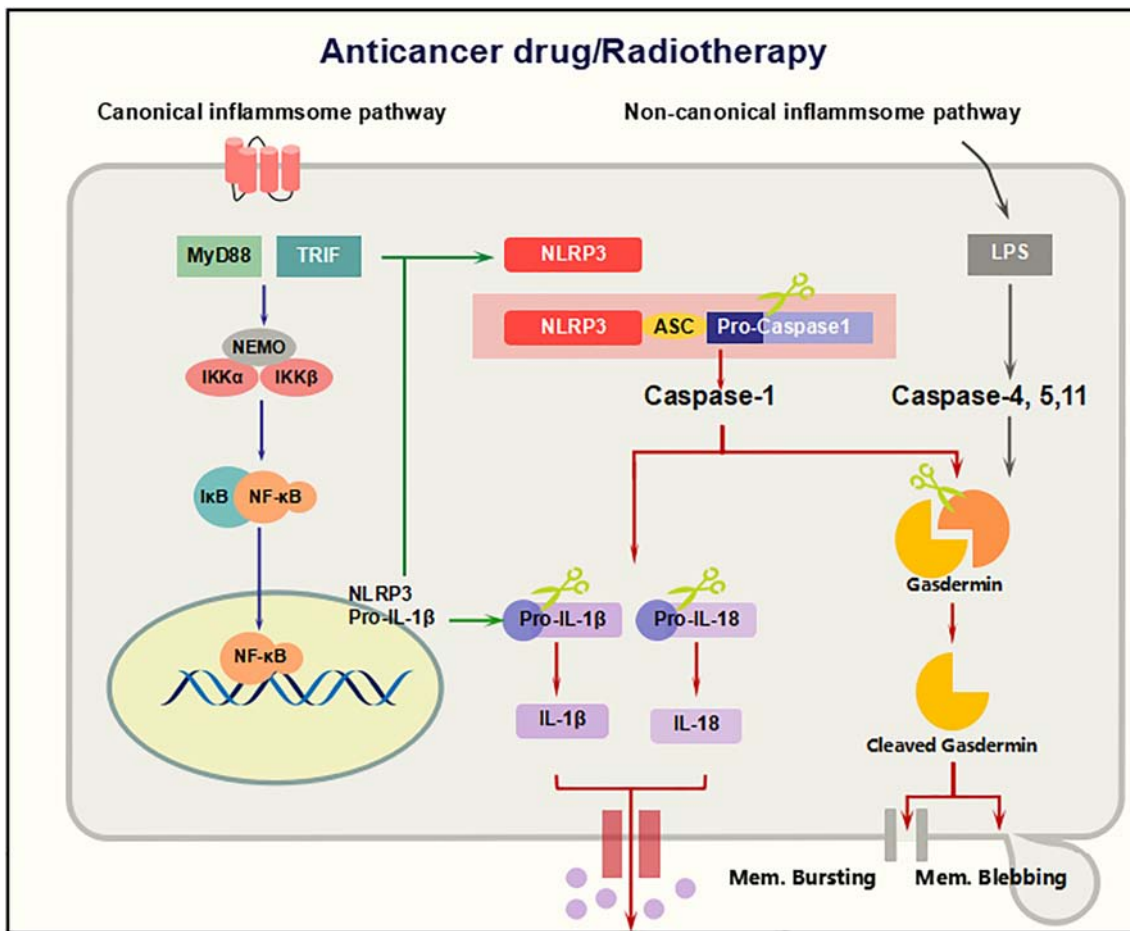 Anticancer drug/Radiotherapy
Canonical inflammsome pathway
Non-canonical inflammsome pathway
MyD88
TRIF
NLRP3
LPS
NLRP3
ASC
Pro-Caspase1
NEMO
IKKα
IKKβ
Caspase-1
Caspase-4, 5,11
IκB
NF-κB
Gasdermin
NLRP3
Pro-IL-1β
Pro-IL-1β
Pro-IL-18
NF-κB
IL-1β
IL-18
Cleaved Gasdermin
Mem. Bursting
Mem. Blebbing